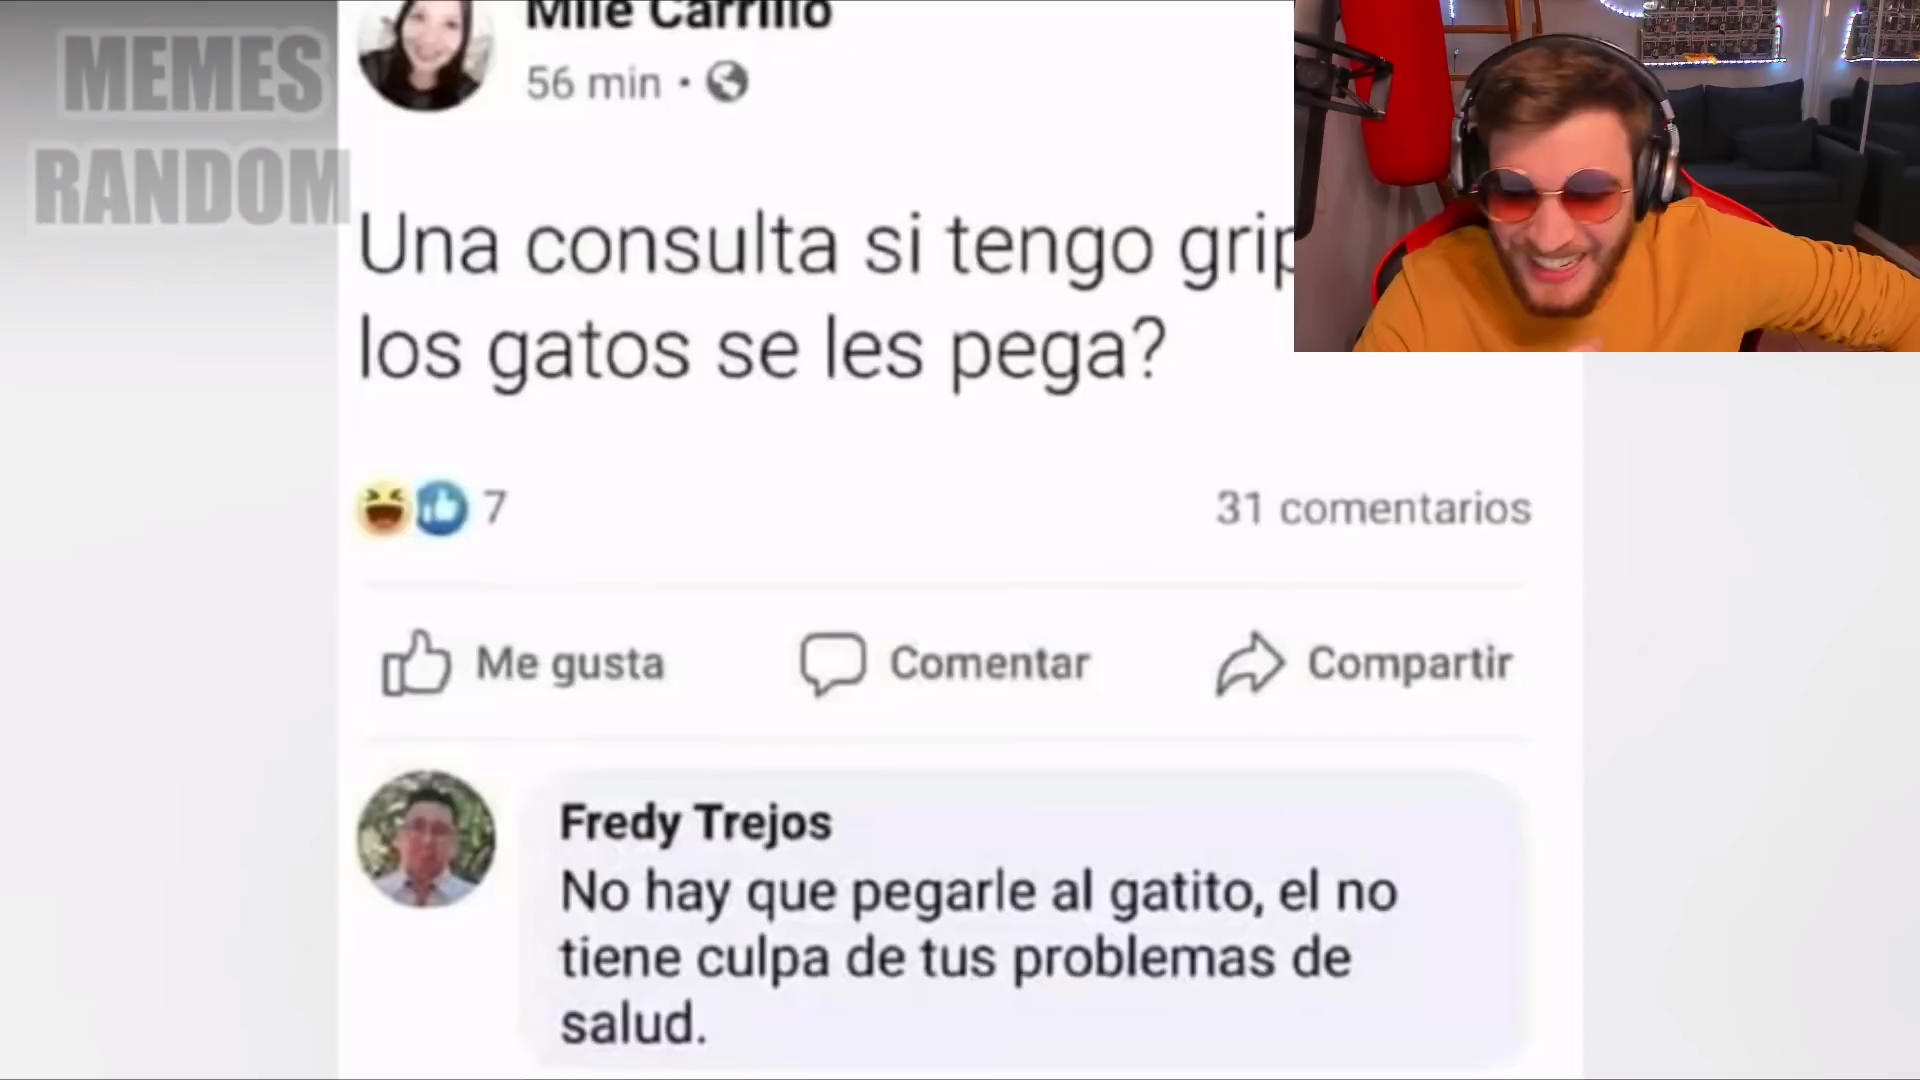 MEMES
RANDOM
Mile Carrillo
56 min
Una consulta si tengo grip
los gatos se les pega?
7
31 comentarios
Me gusta
Comentar
Compartir
Fredy Trejos
No hay que pegarle al gatito, el no
tiene culpa de tus problemas de
salud.